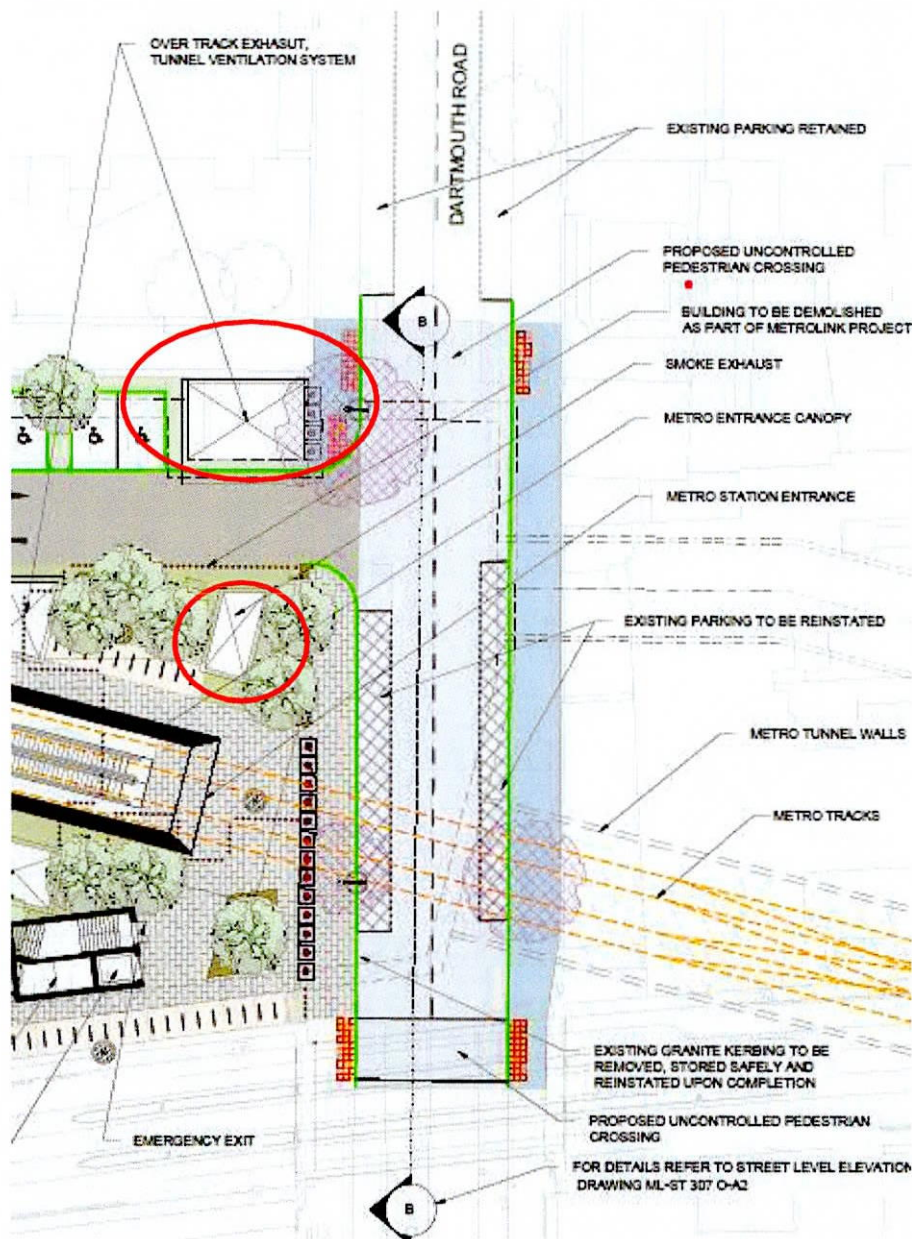 OVER TRACK EXHASUT,
TUNNEL VENTILATION SYSTEM
DARTMOUTH ROAD
EXISTING PARKING RETAINED
PROPOSED UNCONTROLLED
PEDESTRIAN CROSSING
B
BUILDING TO BE DEMOLISHED
AS PART OF METROLINK PROJECT
SMOKE EXHAUST
METRO ENTRANCE CANOPY
METRO STATION ENTRANCE
EXISTING PARKING TO BE REINSTATED
METRO TUNNEL WALLS
METRO TRACKS
EXISTING GRANITE KERBING TO BE
REMOVED, STORED SAFELY AND
REINSTATED UPON COMPLETION
EMERGENCY EXIT
PROPOSED UNCONTROLLED PEDESTRIAN
CROSSING
FOR DETAILS REFER TO STREET LEVEL ELEVATION
DRAWING ML-ST 307 O-A2
B